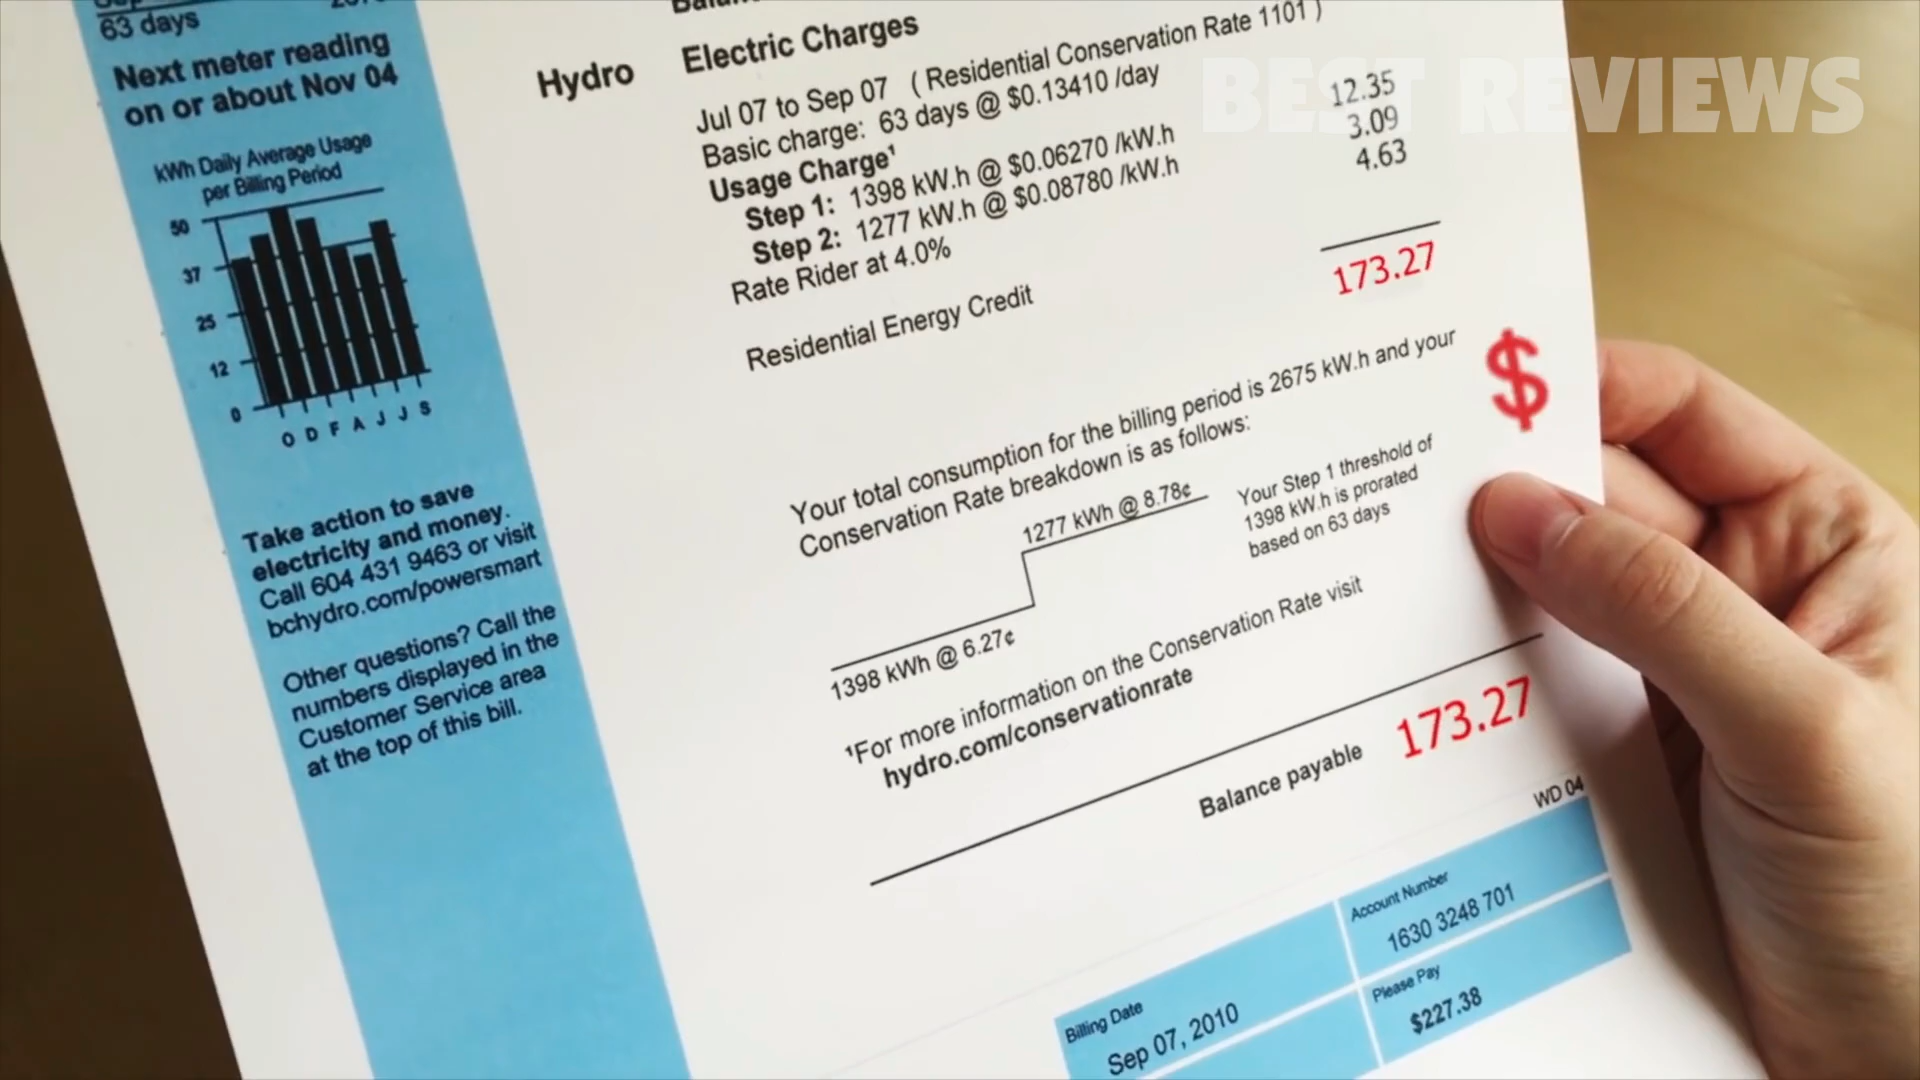 63 days
Next meter reading
on or about Nov 04
kWh Daily Average Usage
per Billing Period
50
37
25
12
0
O D F A J J S
Take action to save
electricity and money.
Call 604 431 9463 or visit
bchydro.com/powersmart
Other questions? Call the
numbers displayed in the
Customer Service area
at the top of this bill.
Hydro
Electric Charges
Jul 07 to Sep 07 ( Residential Conservation Rate 1101 )
Basic charge: 63 days @ $0.13410 /day
Usage Charge¹
Step 1: 1398 kW.h @ $0.06270 /kW.h
Step 2: 1277 kW.h @ $0.08780 /kW.h
Rate Rider at 4.0%
Residential Energy Credit
12.35
3.09
4.63
173.27
$
Your total consumption for the billing period is 2675 kW.h and your
Conservation Rate breakdown is as follows:
1277 kWh @ 8.78¢
1398 kWh @ 6.27¢
Your Step 1 threshold of
1398 kW.h is prorated
based on 63 days
¹For more information on the Conservation Rate visit
hydro.com/conservationrate
Balance payable 173.27
WD 04
Billing Date
Sep 07, 2010
Account Number
1630 3248 701
Please Pay
$227.38
BEST REVIEWS